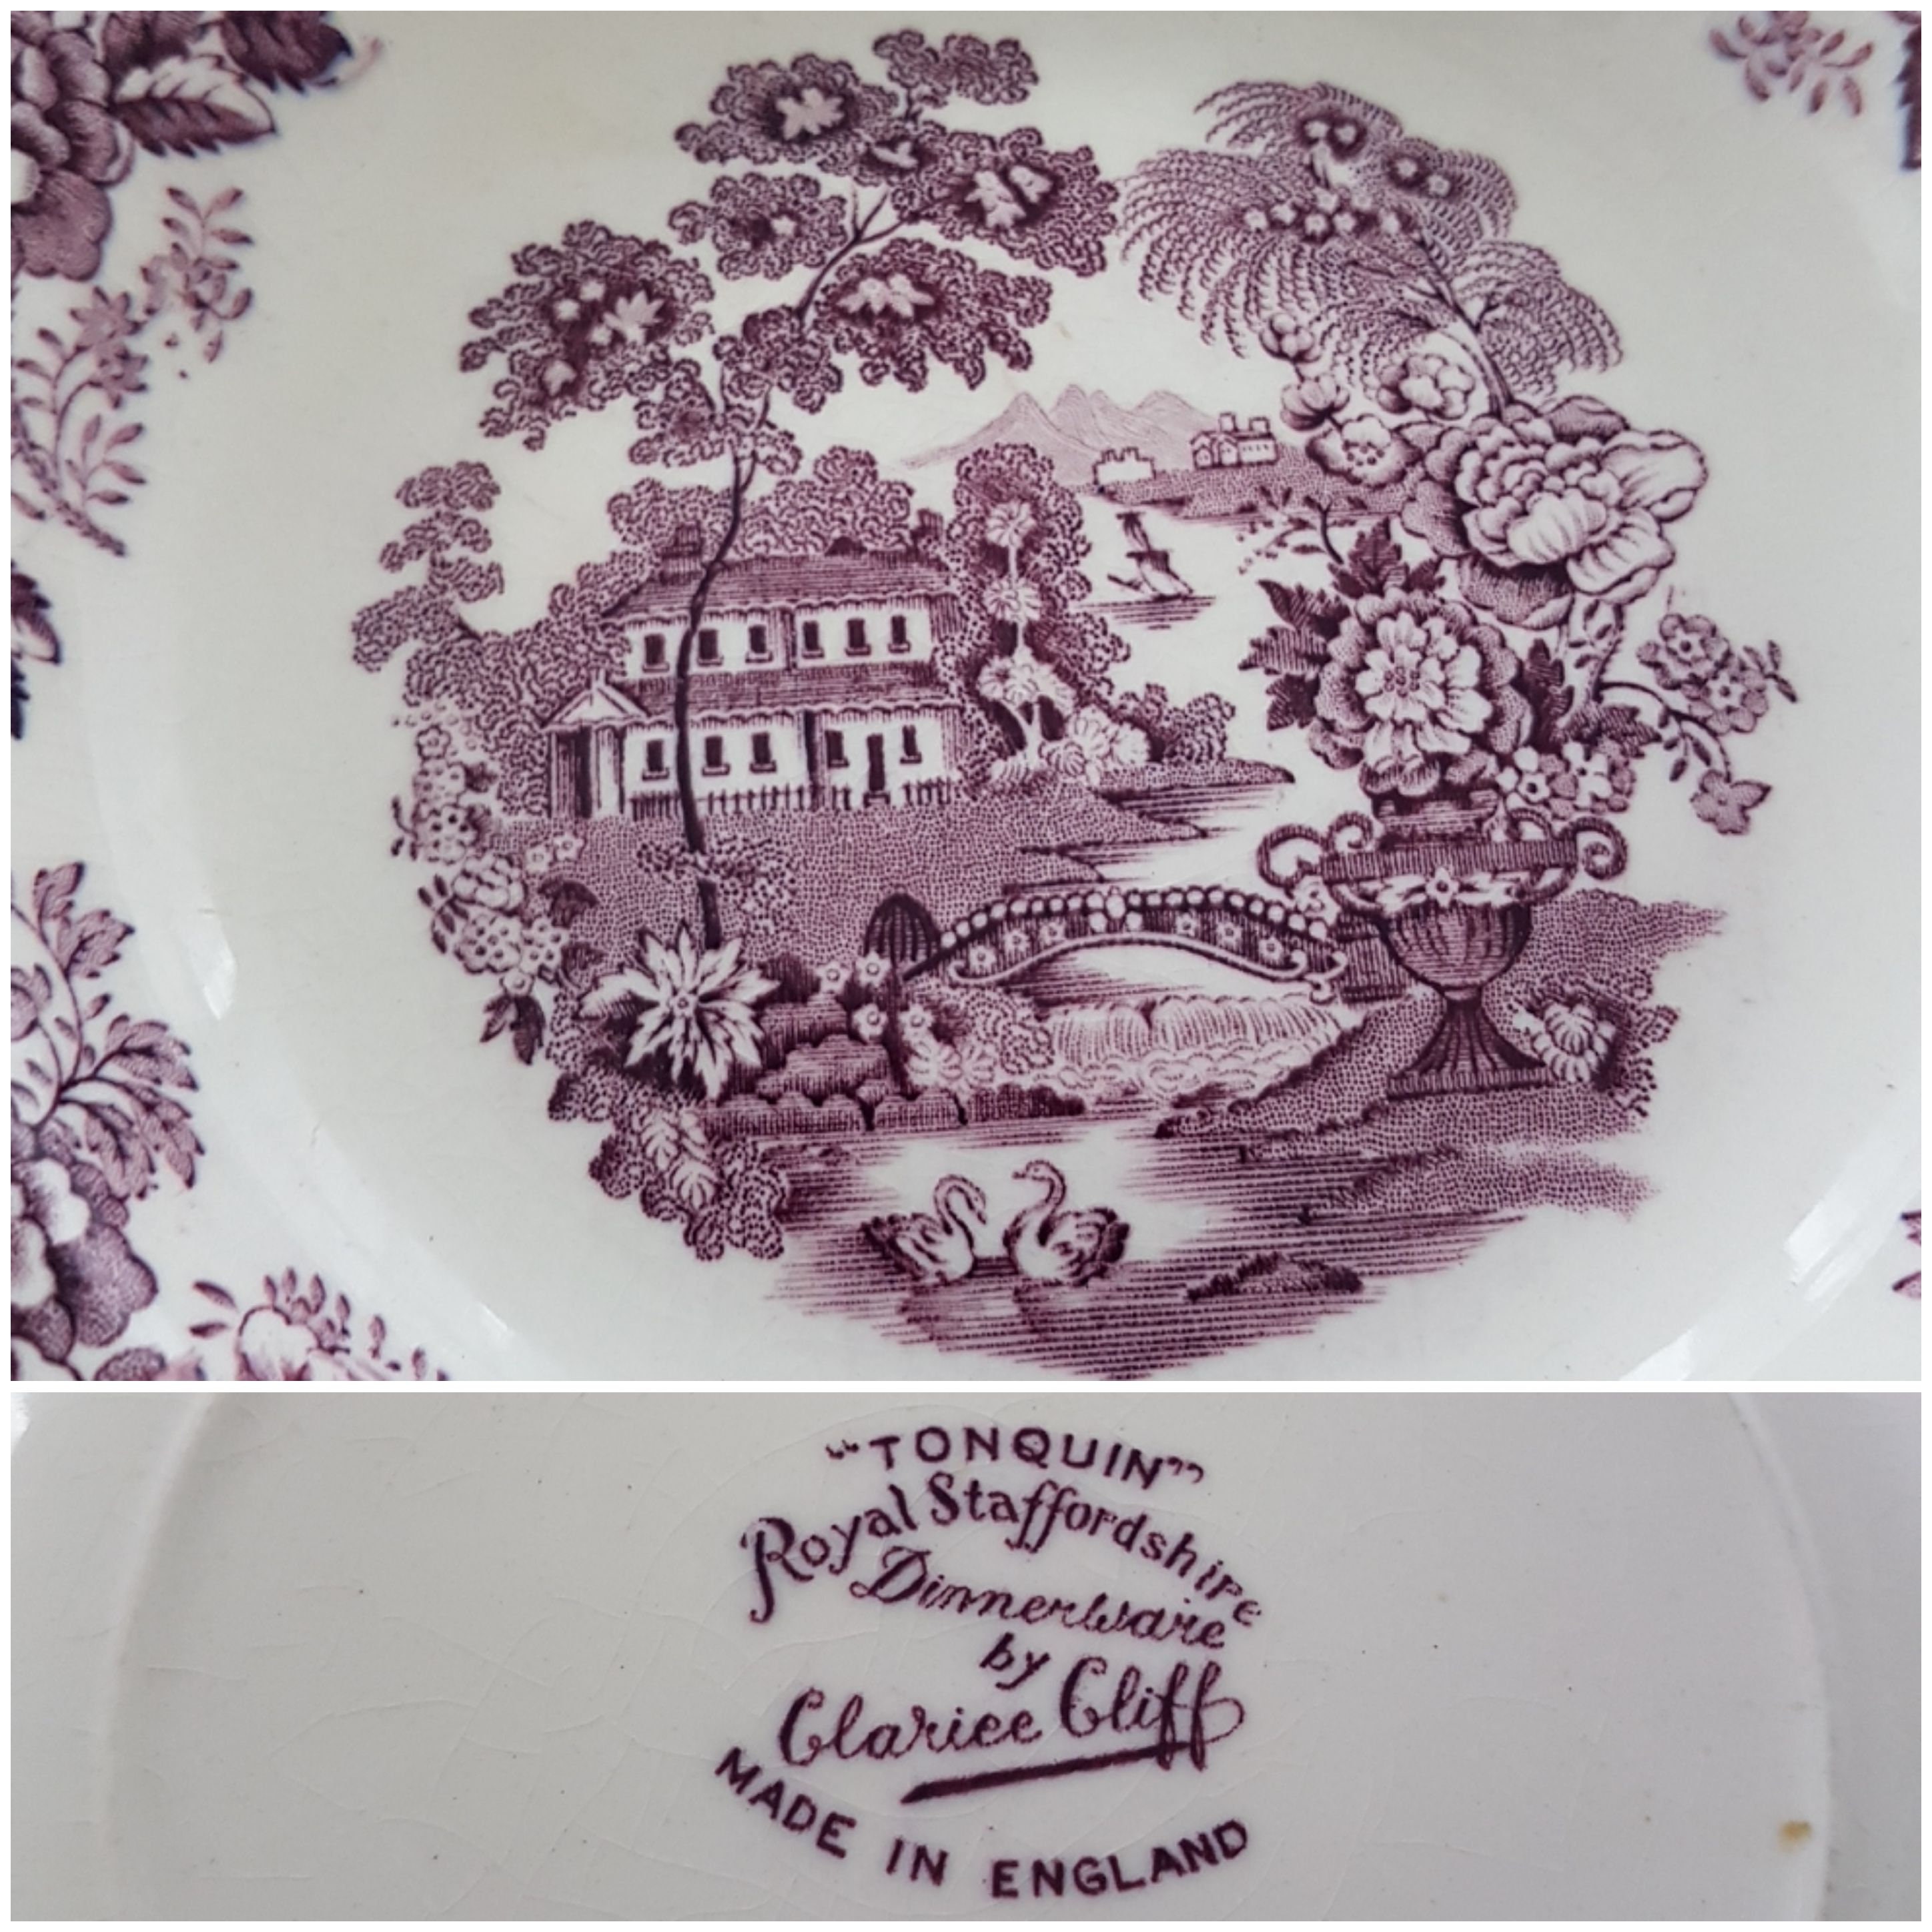 “TONQUIN”
Royal Staffordshire
Dinnerware
by
Clarice Cliff
MADE IN ENGLAND